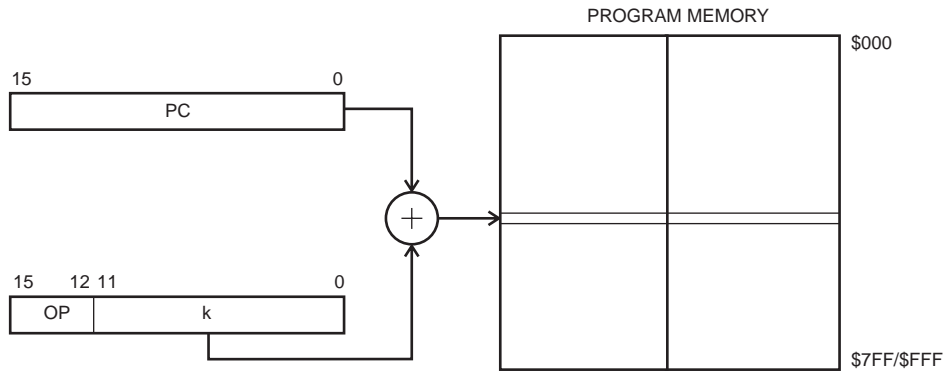 PROGRAM MEMORY
$000
15 0
PC
+
15 12 11 0
OP k
$7FF/$FFF